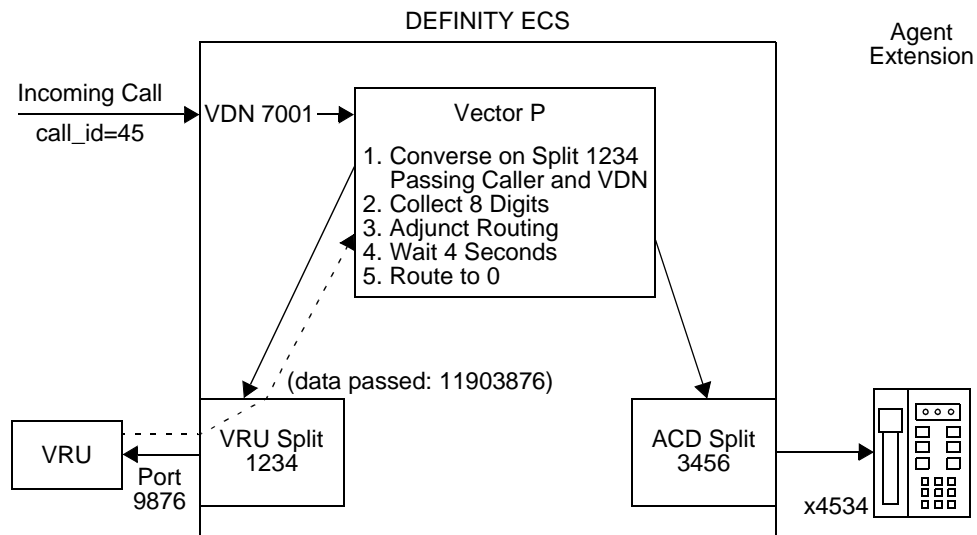 DEFINITY ECS
Agent
Extension
Incoming Call
call_id=45
VDN 7001
Vector P
1. Converse on Split 1234
Passing Caller and VDN
2. Collect 8 Digits
3. Adjunct Routing
4. Wait 4 Seconds
5. Route to 0
(data passed: 11903876)
VRU
Port
9876
VRU Split
1234
ACD Split
3456
x4534